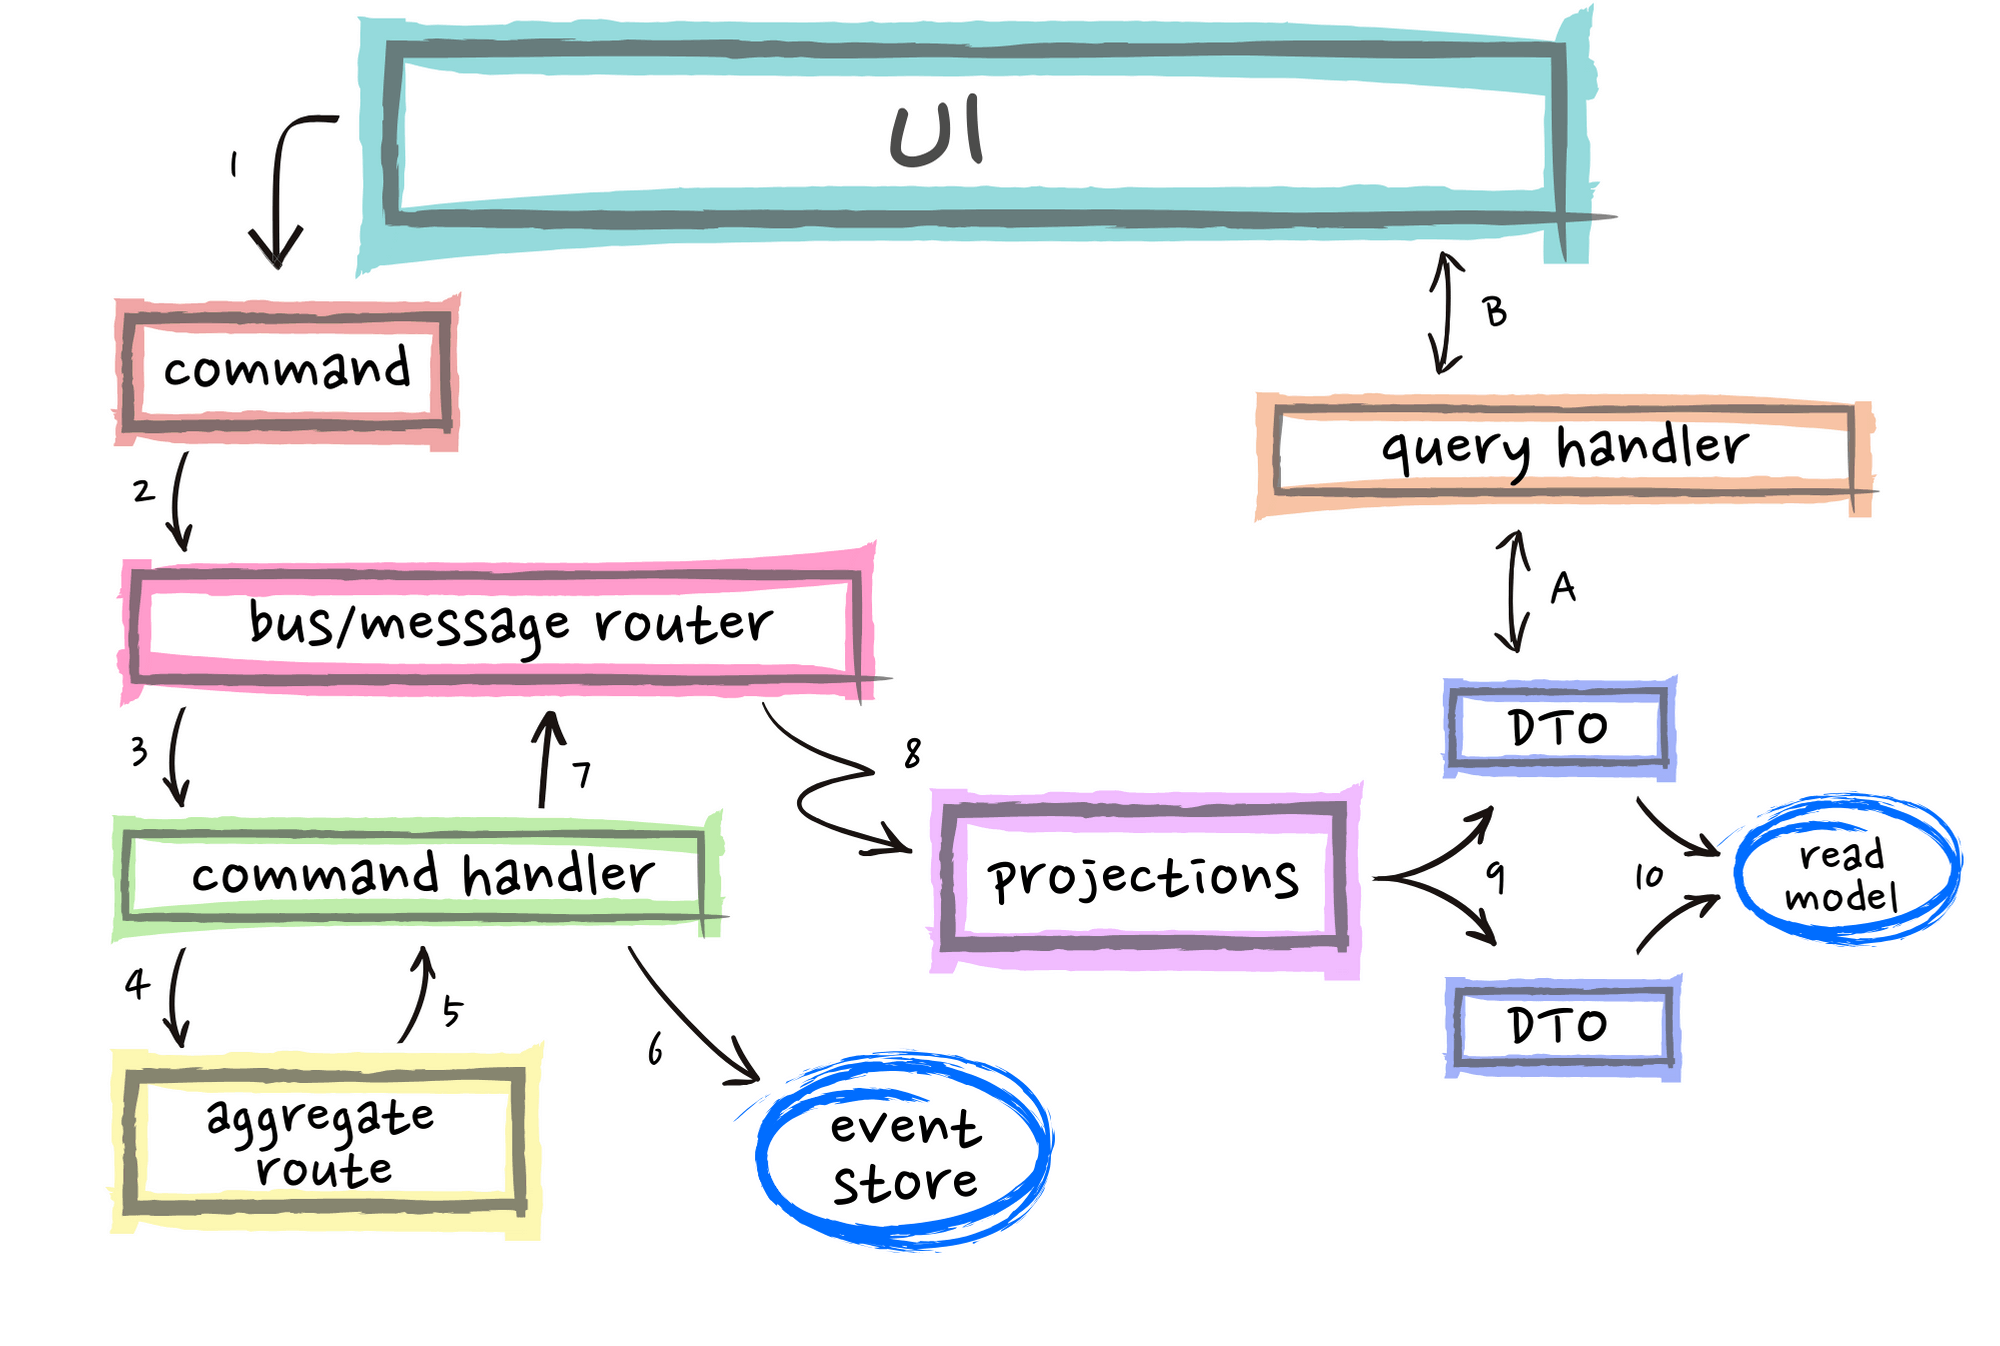 UI
1
command
B
2
query handler
bus/message router
A
3
7
8
DTO
command handler
projections
9
10
read
model
4
5
6
DTO
aggregate
route
event
store